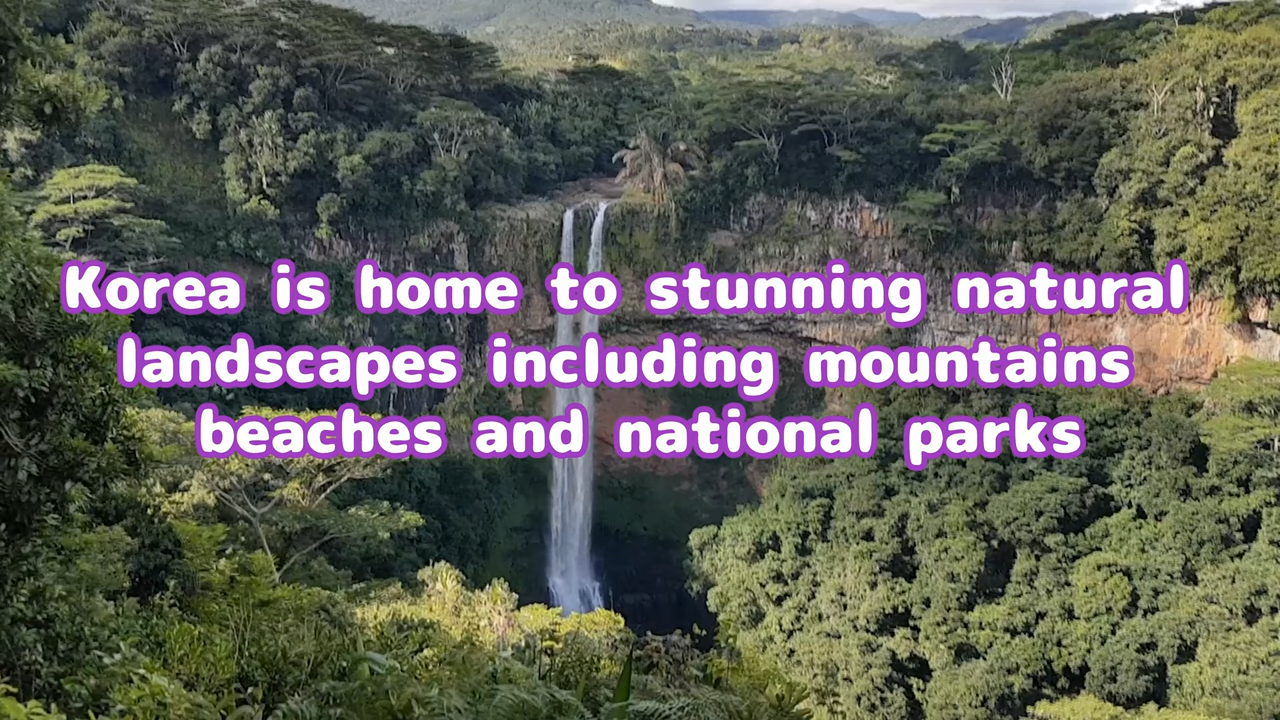 Korea is home to stunning natural
landscapes including mountains
beaches and national parks